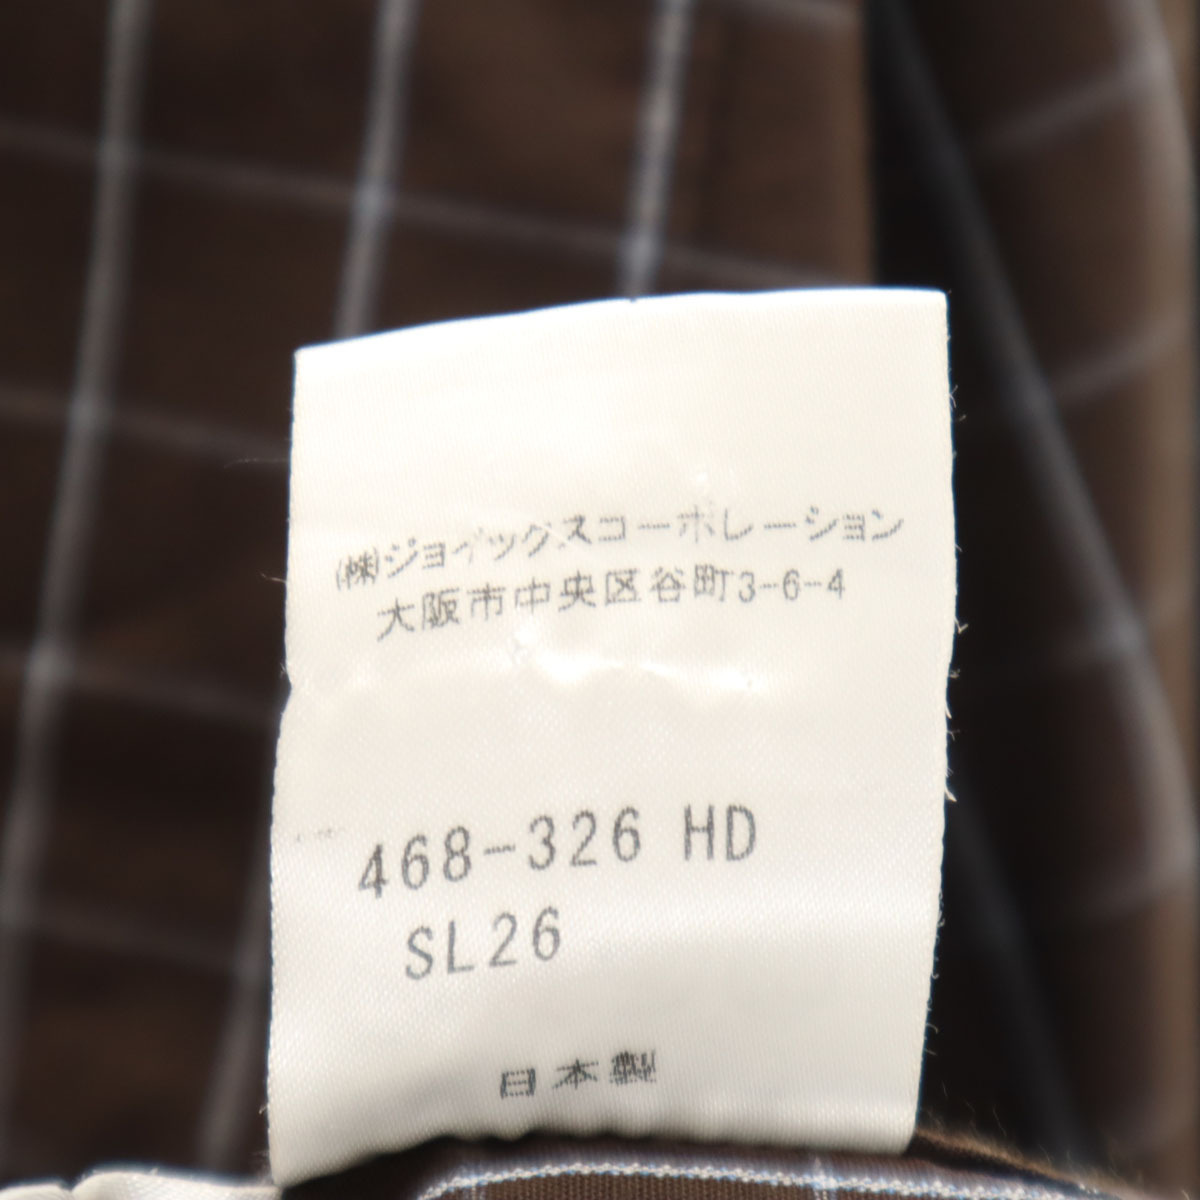 (株)ジョイックスコーポレーション
大阪市中央区谷町3-6-4
468-326 HD
SL26
日本製